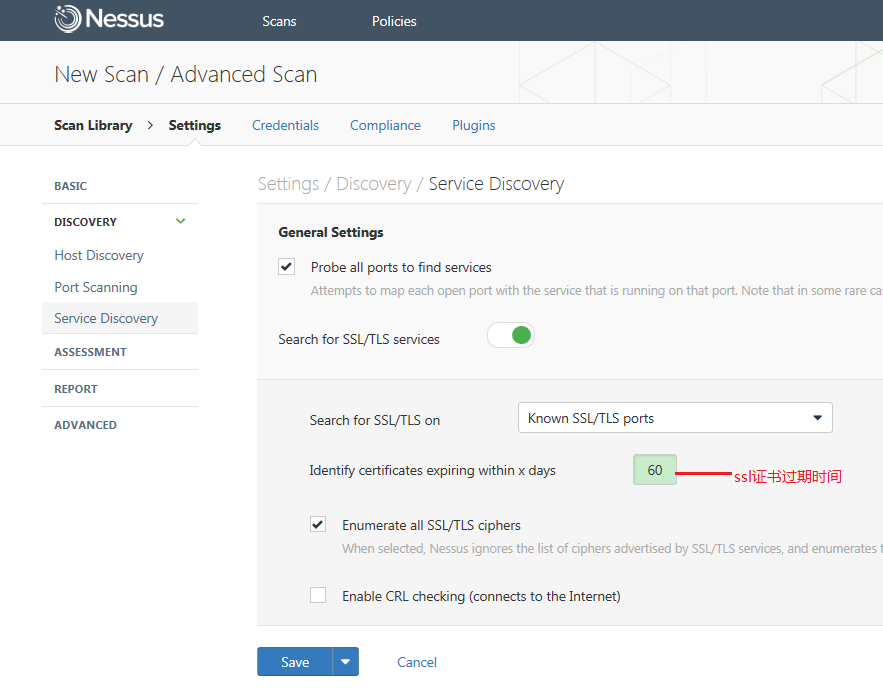 Nessus
Scans
Policies
New Scan / Advanced Scan
Scan Library > Settings
Credentials
Compliance
Plugins
BASIC
DISCOVERY
Host Discovery
Port Scanning
Service Discovery
ASSESSMENT
REPORT
ADVANCED
Settings / Discovery / Service Discovery
General Settings
Probe all ports to find services
Attempts to map each open port with the service that is running on that port. Note that in some rare
Search for SSL/TLS services
Search for SSL/TLS on
Known SSL/TLS ports
Identify certificates expiring within x days
60
ssl证书过期时间
Enumerate all SSL/TLS ciphers
When selected, Nessus ignores the list of ciphers advertised by SSL/TLS services, and enumerates
Enable CRL checking (connects to the Internet)
Save
Cancel